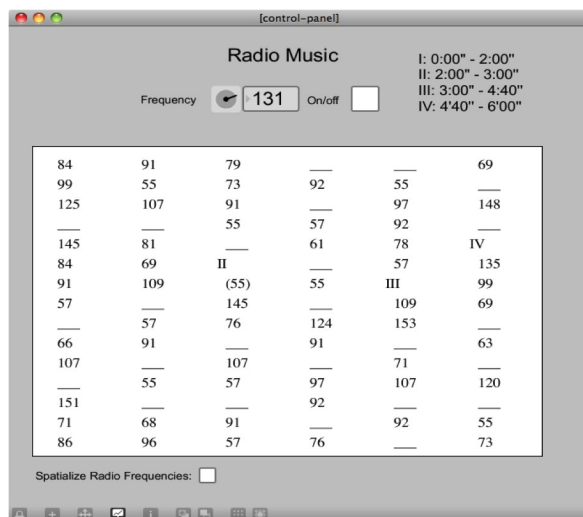 [control-panel]
Radio Music
I: 0:00" - 2:00"
II: 2:00" - 3:00"
III: 3:00" - 4:40"
IV: 4'40" - 6'00"
Frequency 131 On/off
84 91 79 ___ ___ 69
99 55 73 92 55 ___
125 107 91 ___ 97 148
___ ___ 55 57 92 ___
145 81 ___ 61 78 IV
84 69 II ___ 57 135
91 109 (55) 55 III 99
57 ___ 145 ___ 109 69
___ 57 76 124 153 ___
66 91 ___ 91 ___ 63
107 ___ 107 ___ 71 ___
___ 55 57 97 107 120
151 ___ ___ 92 ___ ___
71 68 91 ___ 92 55
86 96 57 76 ___ 73
Spatialize Radio Frequencies: